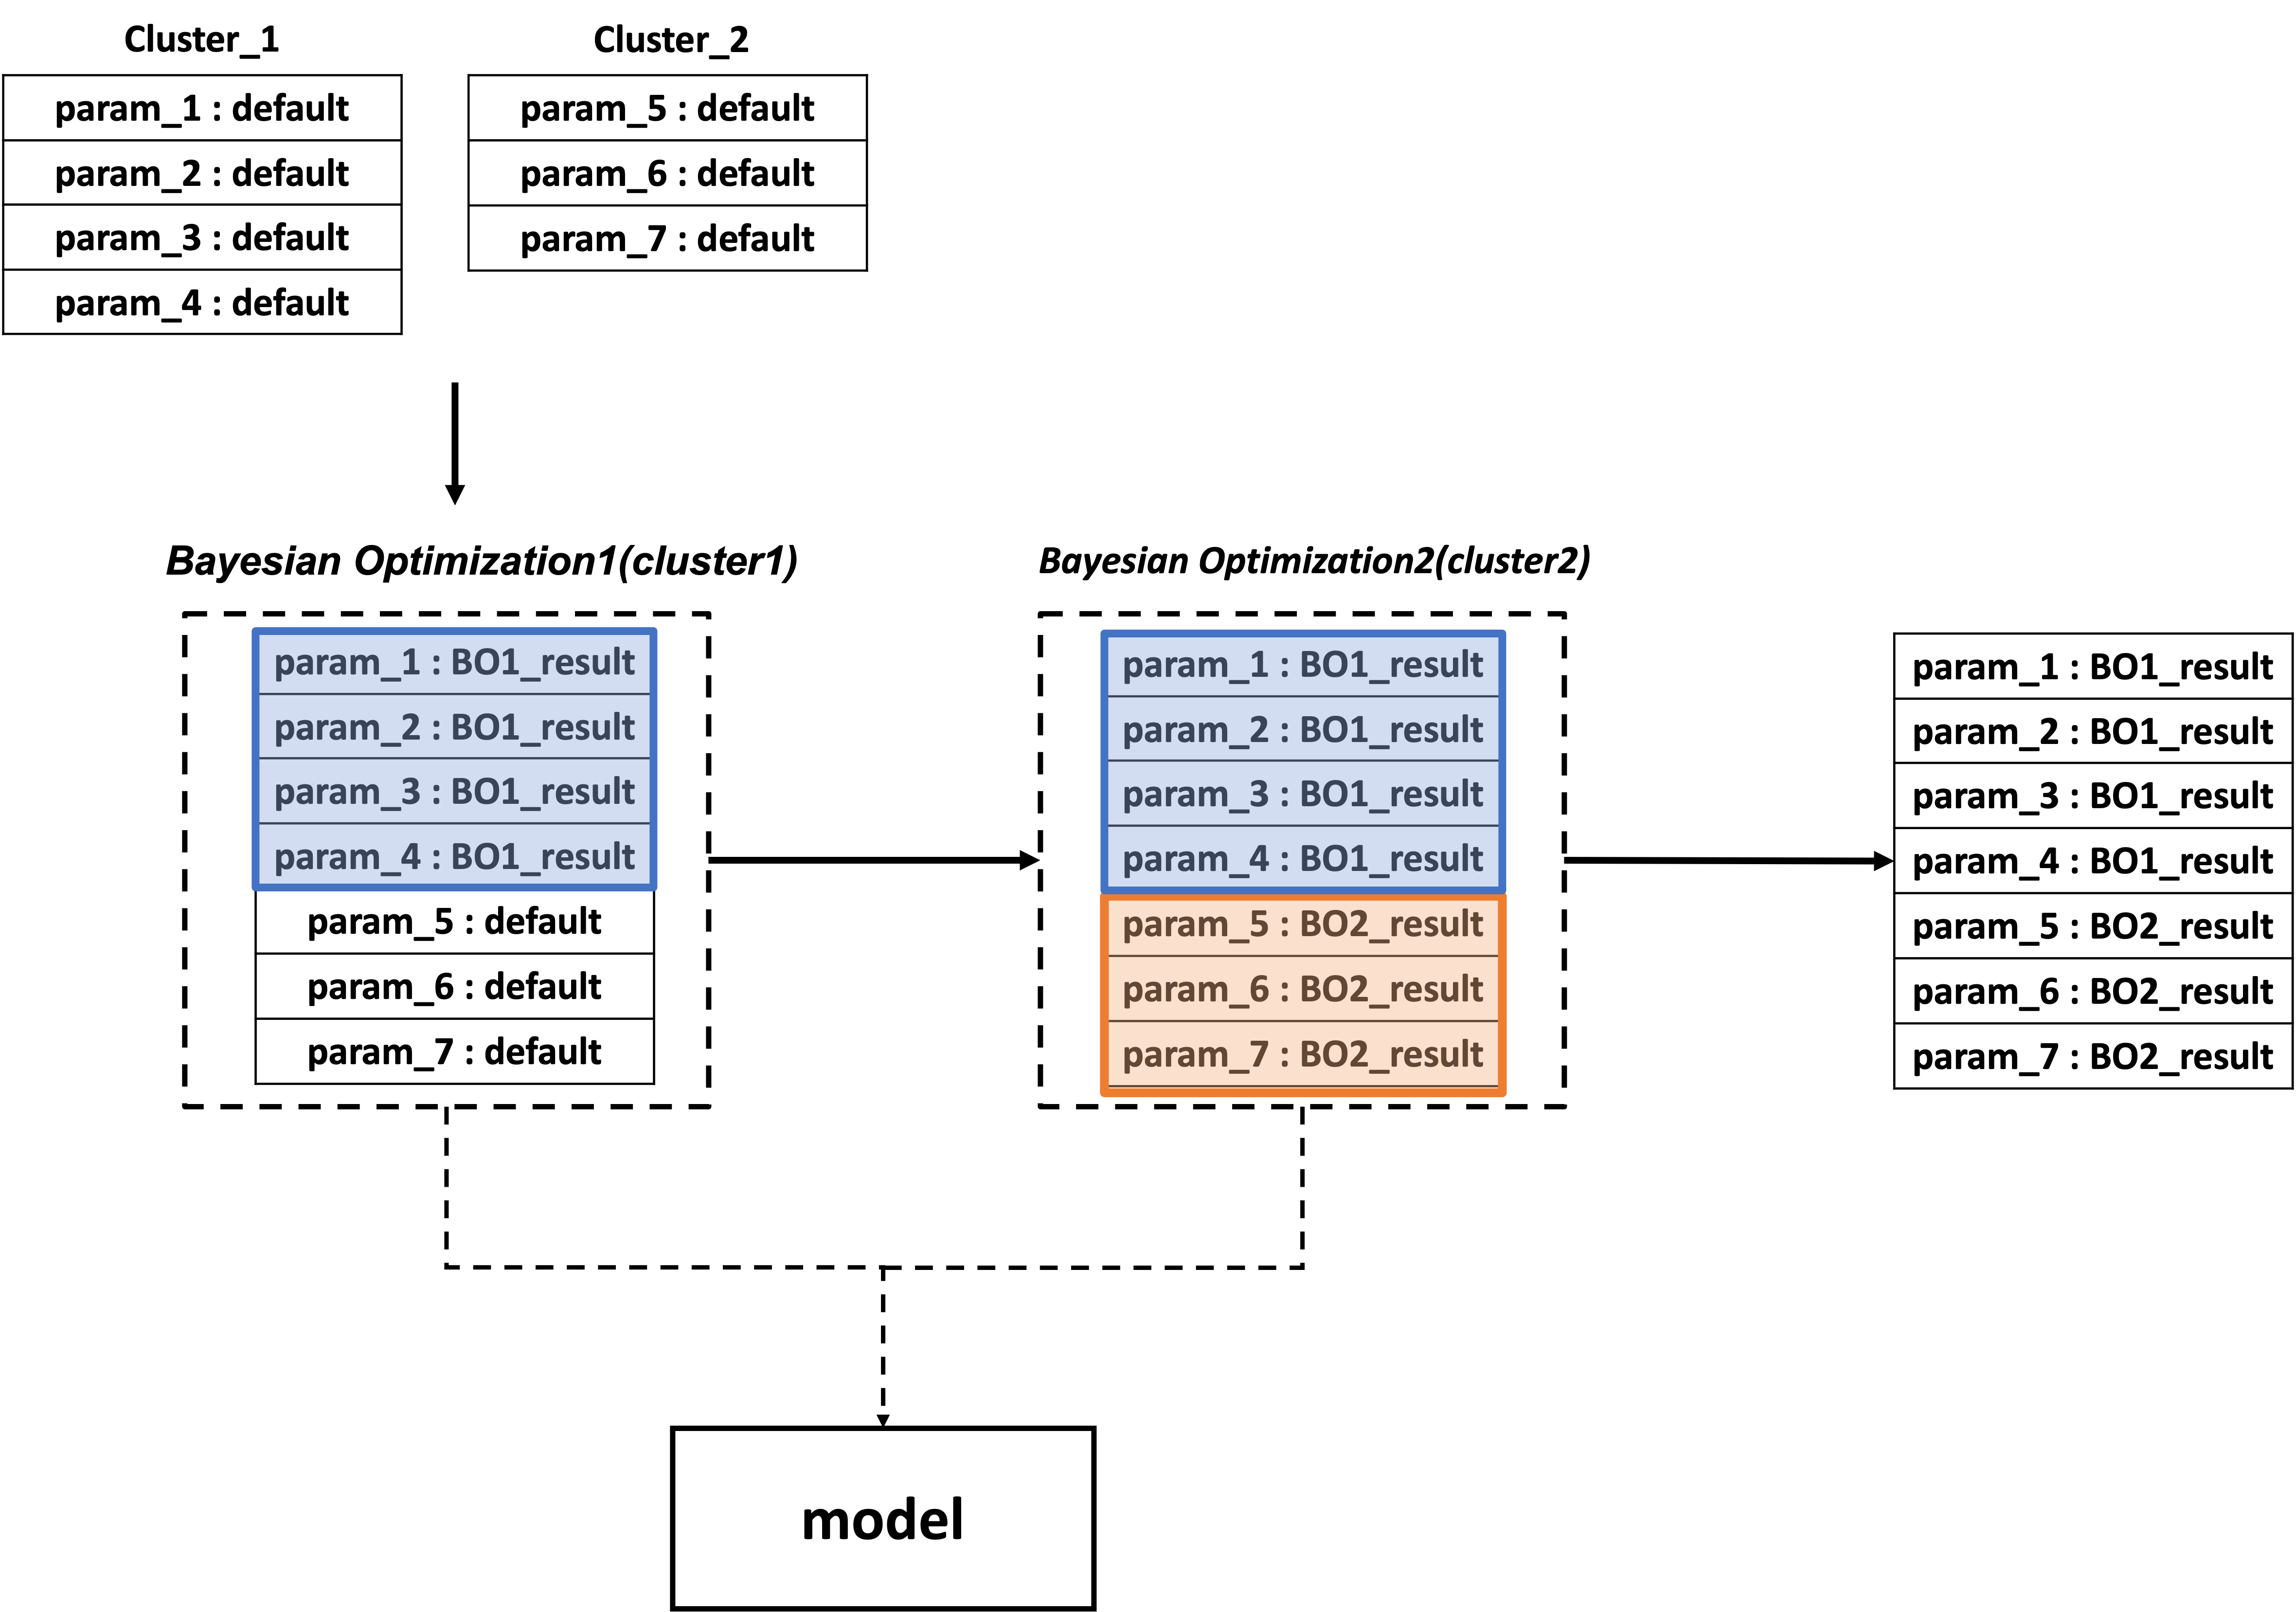 Cluster_1
param_1 : default
param_2 : default
param_3 : default
param_4 : default
Cluster_2
param_5 : default
param_6 : default
param_7 : default
Bayesian Optimization1(cluster1)
param_1 : BO1_result
param_2 : BO1_result
param_3 : BO1_result
param_4 : BO1_result
param_5 : default
param_6 : default
param_7 : default
Bayesian Optimization2(cluster2)
param_1 : BO1_result
param_2 : BO1_result
param_3 : BO1_result
param_4 : BO1_result
param_5 : BO2_result
param_6 : BO2_result
param_7 : BO2_result
param_1 : BO1_result
param_2 : BO1_result
param_3 : BO1_result
param_4 : BO1_result
param_5 : BO2_result
param_6 : BO2_result
param_7 : BO2_result
model